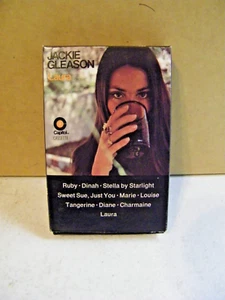 JACKIE
GLEASON
Capitol
Ruby · Dinah · Stella by Starlight
Sweet Sue, Just You · Marie · Louise
Tangerine · Diane · Charmaine
Laura